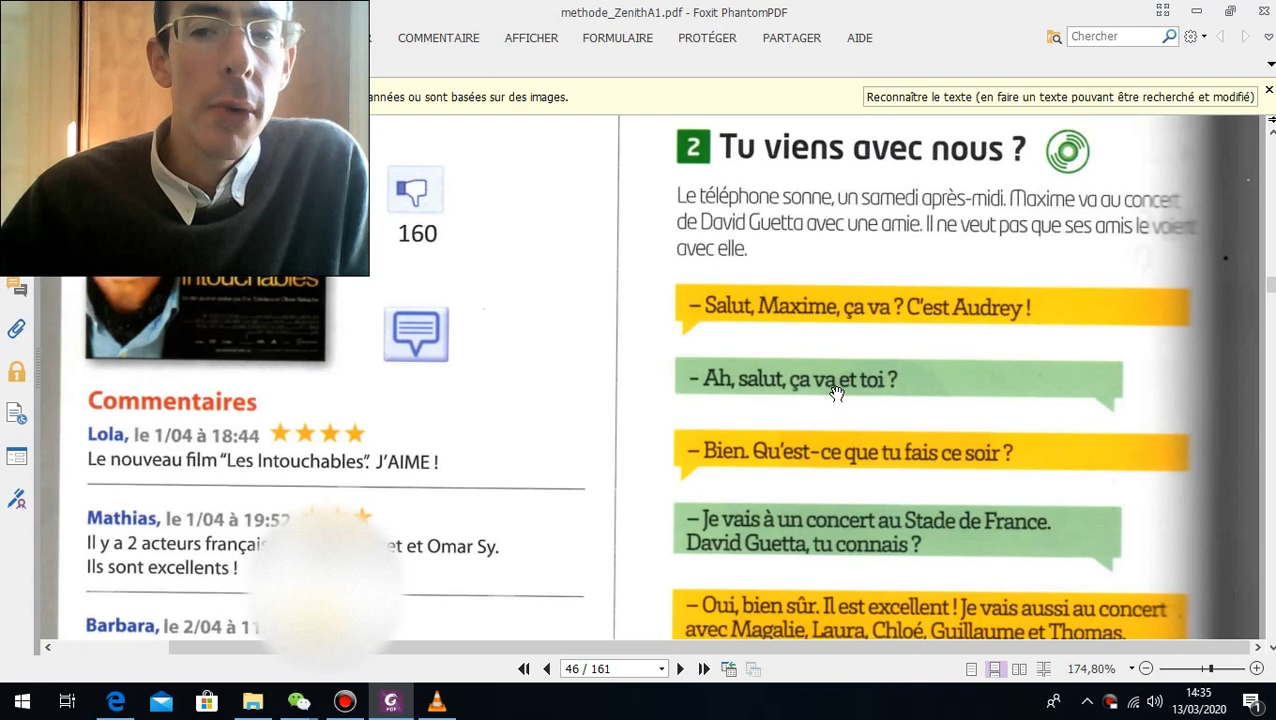 methode_ZenithA1.pdf - Foxit PhantomPDF
COMMENTAIRE AFFICHER FORMULAIRE PROTÉGER PARTAGER AIDE
Chercher
années ou sont basées sur des images.
Reconnaître le texte (en faire un texte pouvant être recherché et modifié)
160
Intouchables
Commentaires
Lola, le 1/04 à 18:44
Le nouveau film "Les Intouchables". J'AIME !
Mathias, le 1/04 à 19:52
Il y a 2 acteurs français et et Omar Sy.
Ils sont excellents !
Barbara, le 2/04 à 11
2 Tu viens avec nous ?
Le téléphone sonne, un samedi après-midi. Maxime va au concert
de David Guetta avec une amie. Il ne veut pas que ses amis le voient
avec elle.
– Salut, Maxime, ça va ? C'est Audrey !
– Ah, salut, ça va et toi ?
– Bien. Qu'est-ce que tu fais ce soir ?
– Je vais à un concert au Stade de France.
David Guetta, tu connais ?
– Oui, bien sûr. Il est excellent ! Je vais aussi au concert
avec Magalie, Laura, Chloé, Guillaume et Thomas.
46 / 161
174,80%
14:35
13/03/2020